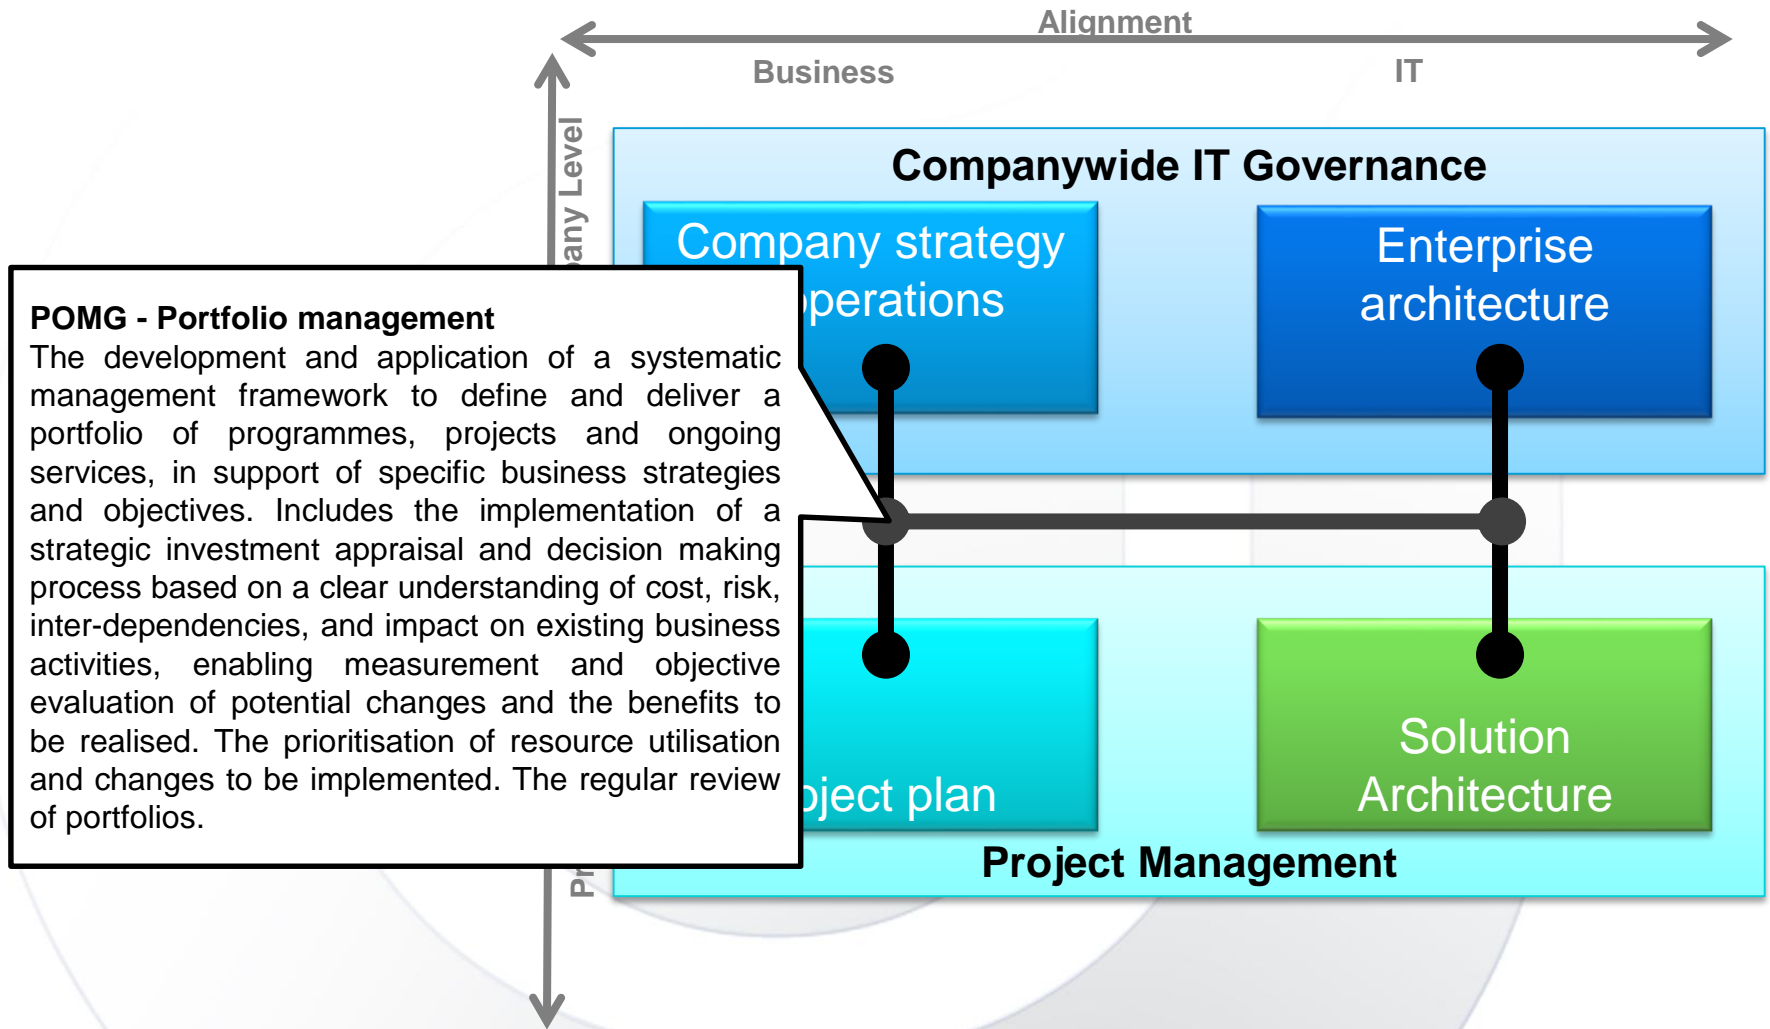 Alignment
Business
IT
Level
Companywide IT Governance
Company strategy
operations
Enterprise
architecture
POMG - Portfolio management
The development and application of a systematic
management framework to define and deliver a
portfolio of programmes, projects and ongoing
services, in support of specific business strategies
and objectives. Includes the implementation of a
strategic investment appraisal and decision making
process based on a clear understanding of cost, risk,
inter-dependencies, and impact on existing business
activities, enabling measurement and objective
evaluation of potential changes and the benefits to
be realised. The prioritisation of resource utilisation
and changes to be implemented. The regular review
of portfolios.
plan
Solution
Architecture
Project Management